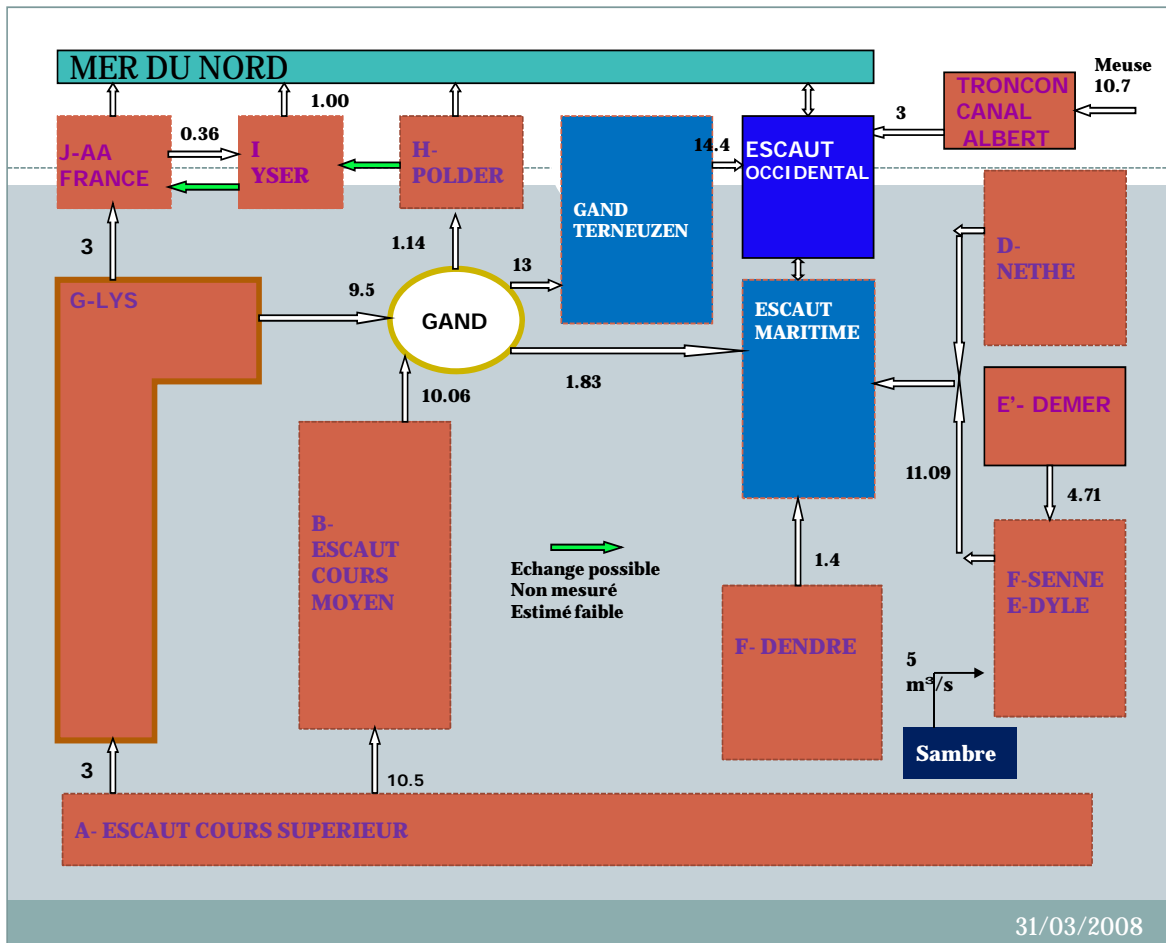 MER DU NORD
Meuse
10.7
TRONCON
CANAL
ALBERT
3
1.00
0.36
J-AA
FRANCE
I
YSER
H-
POLDER
14.4
ESCAUT
OCCIDENTAL
GAND
TERNEUZEN
D-
NETHE
3
1.14
13
G-LYS
9.5
GAND
ESCAUT
MARITIME
1.83
10.06
E'- DEMER
11.09
4.71
B-
ESCAUT
COURS
MOYEN
Echange possible
Non mesuré
Estimé faible
1.4
F-SENNE
E-DYLE
F- DENDRE
5
m³/s
Sambre
3
10.5
A- ESCAUT COURS SUPERIEUR
31/03/2008